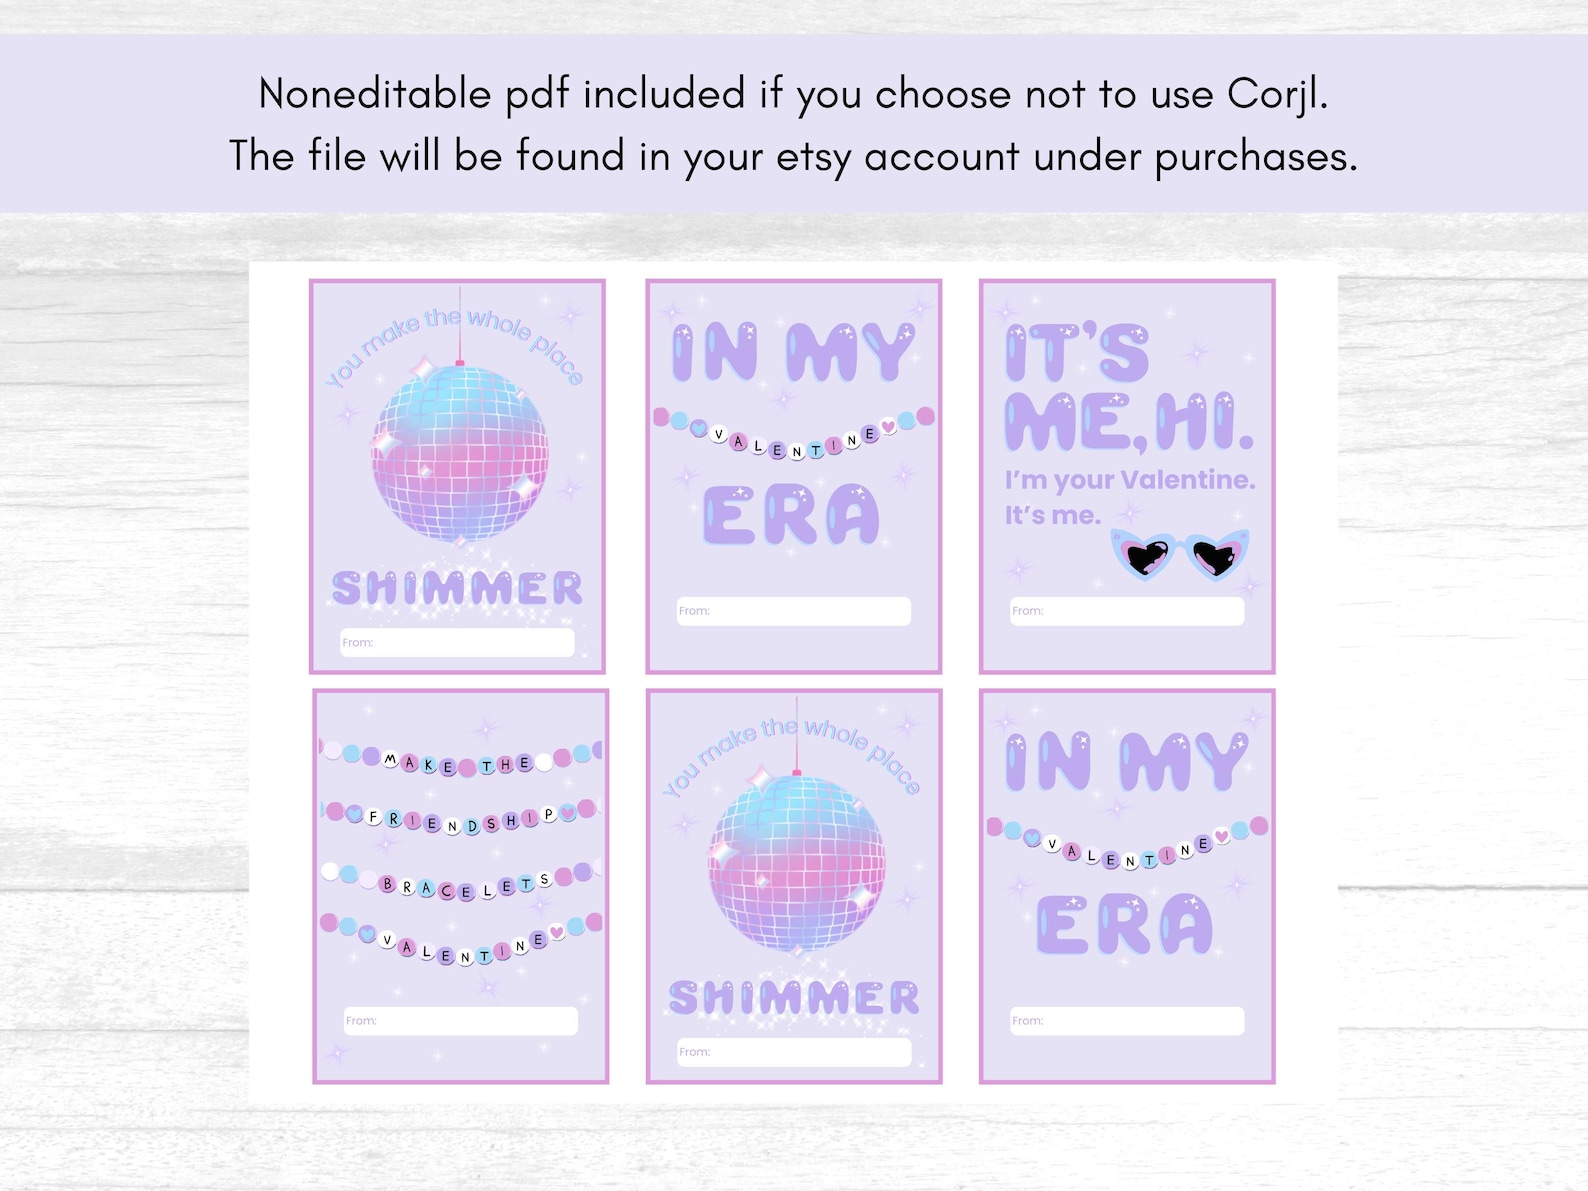 Noneditable pdf included if you choose not to use Corjl.
The file will be found in your etsy account under purchases.
You make the whole place
SHIMMER
From:
IN MY
VALENTINE
ERA
From:
IT'S
ME, HI.
I'm your Valentine.
It's me.
From:
MAKE THE
FRIENDSHIP
BRACELETS
VALENTINE
From:
You make the whole place
SHIMMER
From:
IN MY
VALENTINE
ERA
From: